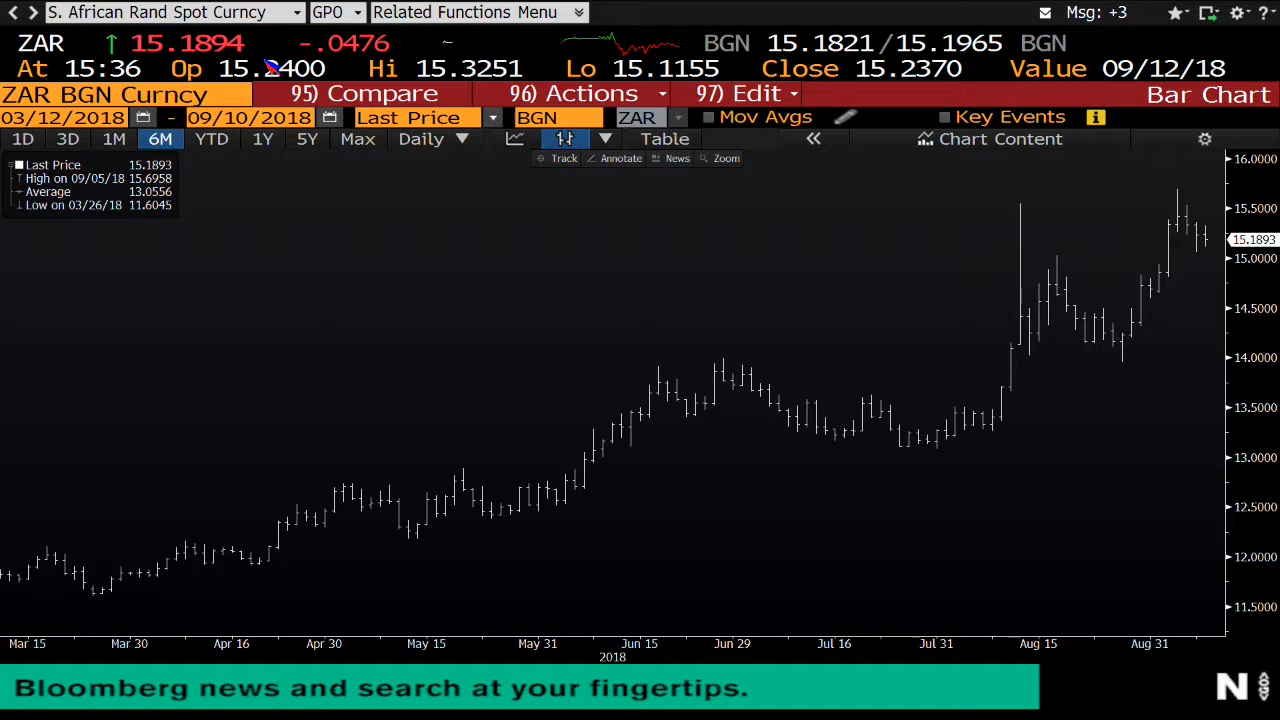 S. African Rand Spot Curncy GPO Related Functions Menu Msg: +3 ?
ZAR 15.1894 -.0476 ~ BGN 15.1821/15.1965 BGN
At 15:36 Op 15.2400 Hi 15.3251 Lo 15.1155 Close 15.2370 Value 09/12/18
ZAR BGN Curncy 95) Compare 96) Actions 97) Edit Bar Chart
03/12/2018 - 09/10/2018 Last Price BGN ZAR Mov Avgs Key Events i
1D 3D 1M 6M YTD 1Y 5Y Max Daily Table Chart Content
Track Annotate News Zoom
Last Price 15.1893
High on 09/05/18 15.6958
Average 13.0556
Low on 03/26/18 11.6045
16.0000
15.5000
15.1893
15.0000
14.5000
14.0000
13.5000
13.0000
12.5000
12.0000
11.5000
Mar 15 Mar 30 Apr 16 Apr 30 May 15 May 31 Jun 15 Jun 29 Jul 16 Jul 31 Aug 15 Aug 31
2018
Bloomberg news and search at your fingertips. N